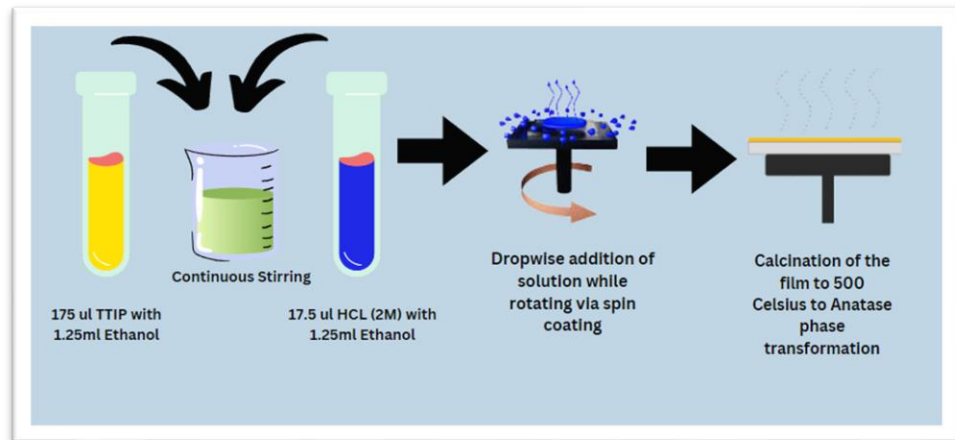 Continuous Stirring
175 ul TTIP with
1.25ml Ethanol
17.5 ul HCL (2M) with
1.25ml Ethanol
Dropwise addition of
solution while
rotating via spin
coating
Calcination of the
film to 500
Celsius to Anatase
phase
transformation